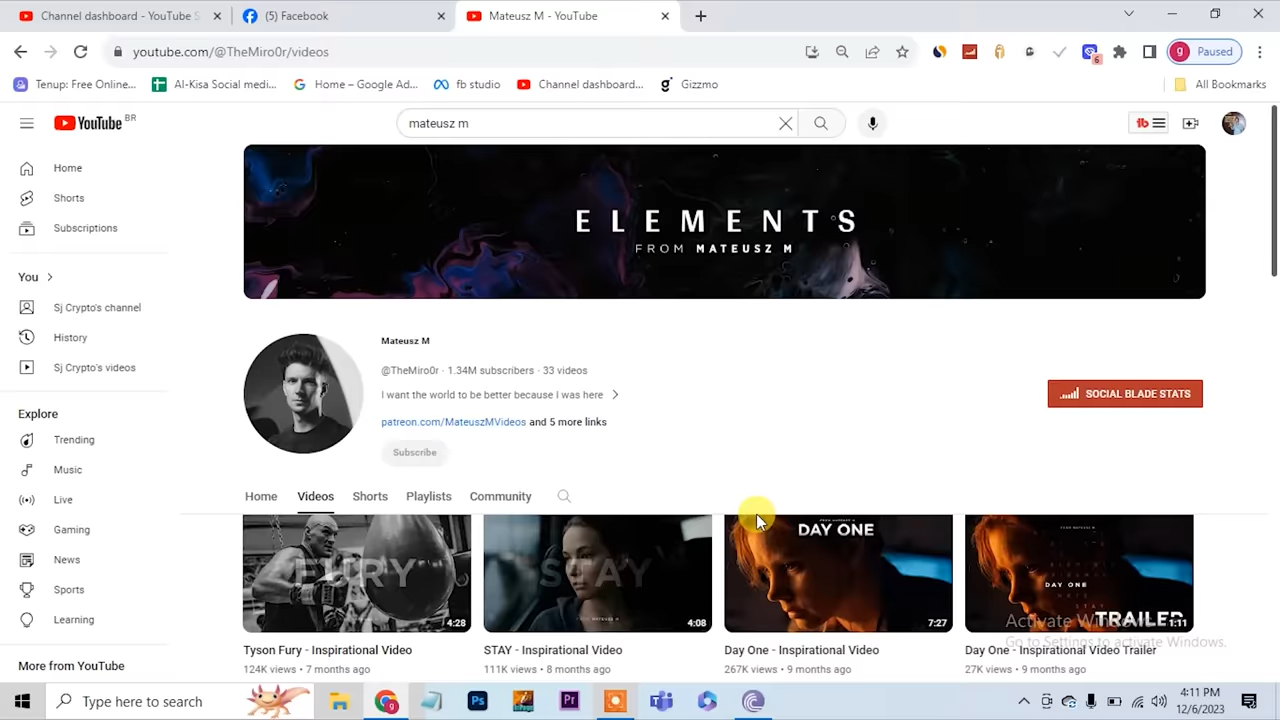 Channel dashboard - YouTube S
(5) Facebook
Mateusz M - YouTube
youtube.com/@TheMiro0r/videos
6
g Paused
Tenup: Free Online...
Al-Kisa Social medi...
Home – Google Ad...
fb studio
Channel dashboard...
Gizzmo
All Bookmarks
YouTube BR
mateusz m
tb
Home
Shorts
Subscriptions
You
Sj Crypto's channel
History
Sj Crypto's videos
Explore
Trending
Music
Live
Gaming
News
Sports
Learning
More from YouTube
ELEMENTS
FROM MATEUSZ M
Mateusz M
@TheMiro0r · 1.34M subscribers · 33 videos
I want the world to be better because I was here
patreon.com/MateuszMVideos and 5 more links
Subscribe
SOCIAL BLADE STATS
Home Videos Shorts Playlists Community
FURY
4:28
STAY
4:08
DAY ONE
7:27
DAY ONE
TRAILER
1:11
Tyson Fury - Inspirational Video
124K views • 7 months ago
STAY - Inspirational Video
111K views • 8 months ago
Day One - Inspirational Video
267K views • 9 months ago
Day One - Inspirational Video Trailer
27K views • 9 months ago
Activate Windows
Go to Settings to activate Windows.
Type here to search
Ps
Pr
4:11 PM
12/6/2023